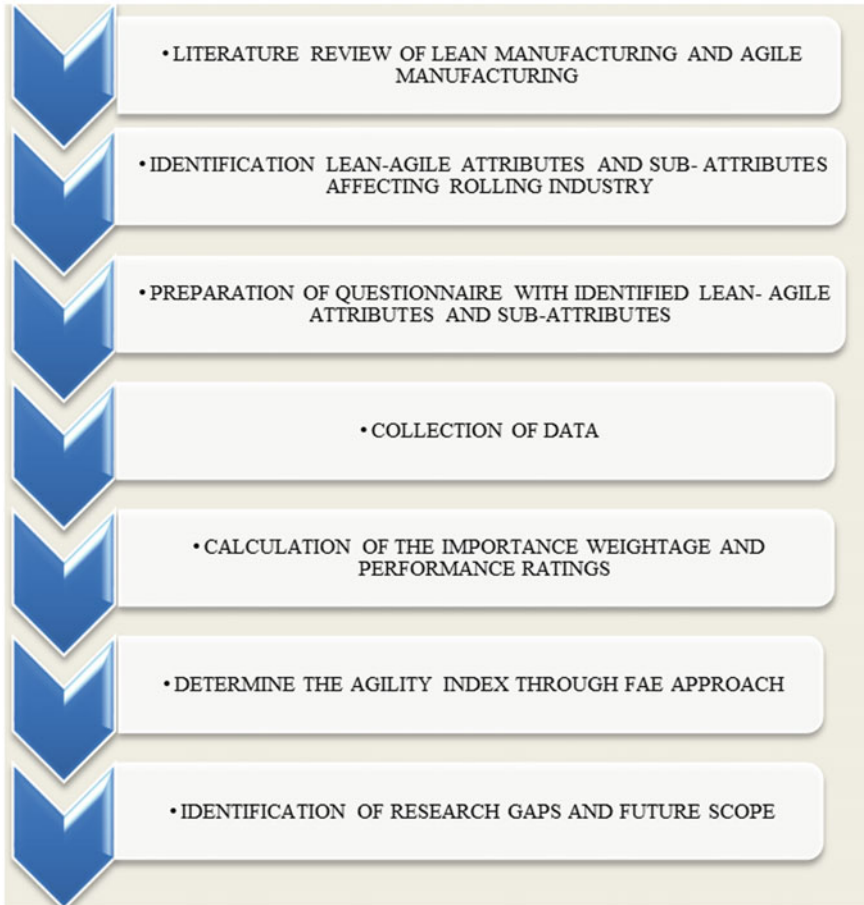 • LITERATURE REVIEW OF LEAN MANUFACTURING AND AGILE
MANUFACTURING
• IDENTIFICATION LEAN-AGILE ATTRIBUTES AND SUB- ATTRIBUTES
AFFECTING ROLLING INDUSTRY
• PREPARATION OF QUESTIONNAIRE WITH IDENTIFIED LEAN- AGILE
ATTRIBUTES AND SUB-ATTRIBUTES
• COLLECTION OF DATA
• CALCULATION OF THE IMPORTANCE WEIGHTAGE AND
PERFORMANCE RATINGS
• DETERMINE THE AGILITY INDEX THROUGH FAE APPROACH
• IDENTIFICATION OF RESEARCH GAPS AND FUTURE SCOPE